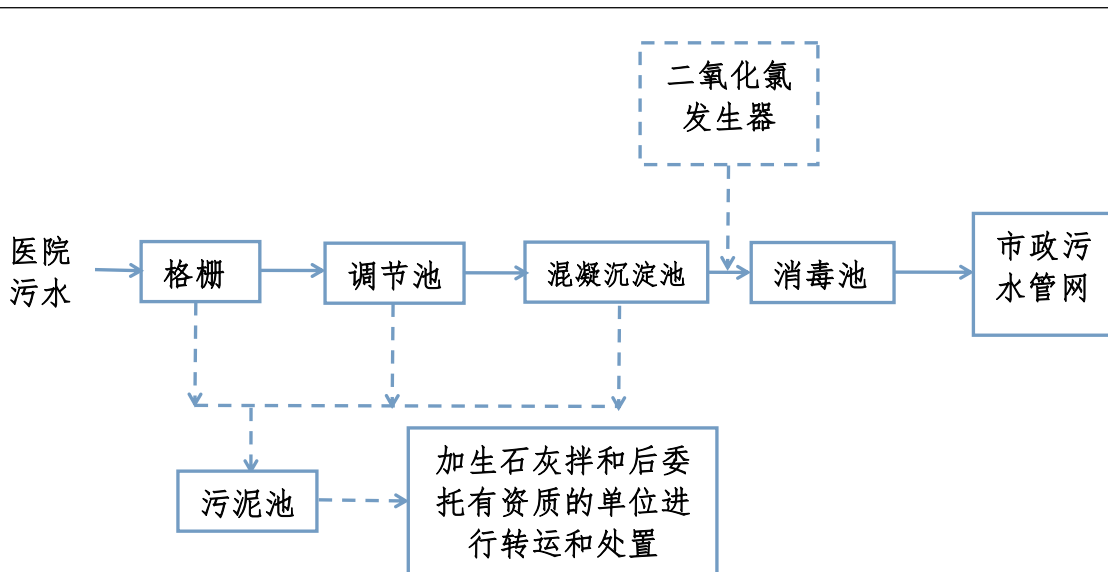 二氧化氯
发生器
医院
污水
格栅
调节池
混凝沉淀池
消毒池
市政污
水管网
污泥池
加生石灰拌和后委
托有资质的单位进
行转运和处置